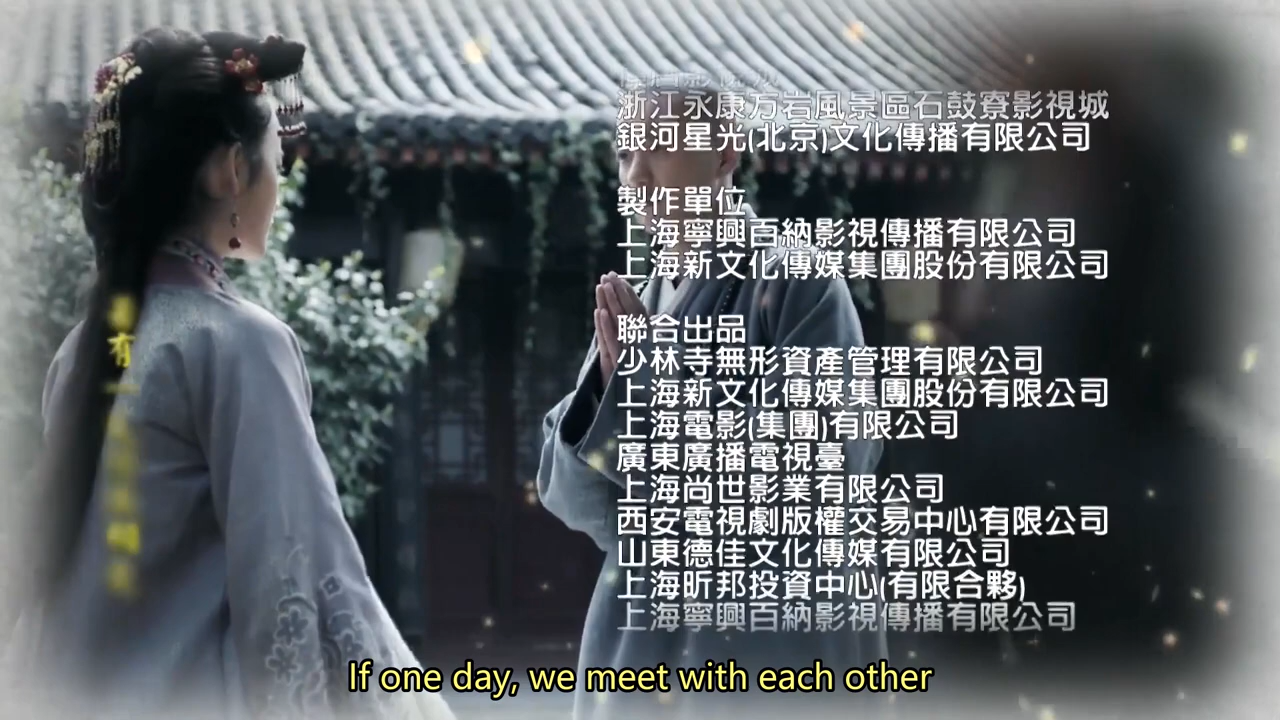 浙江永康方岩風景區石鼓寮影視城
銀河星光(北京)文化傳播有限公司
製作單位
上海寧興百納影視傳播有限公司
上海新文化傳媒集團股份有限公司
聯合出品
少林寺無形資產管理有限公司
上海新文化傳媒集團股份有限公司
上海電影(集團)有限公司
廣東廣播電視臺
上海尚世影業有限公司
西安電視劇版權交易中心有限公司
山東德佳文化傳媒有限公司
上海昕邦投資中心(有限合夥)
上海寧興百納影視傳播有限公司
有一
If one day, we meet with each other